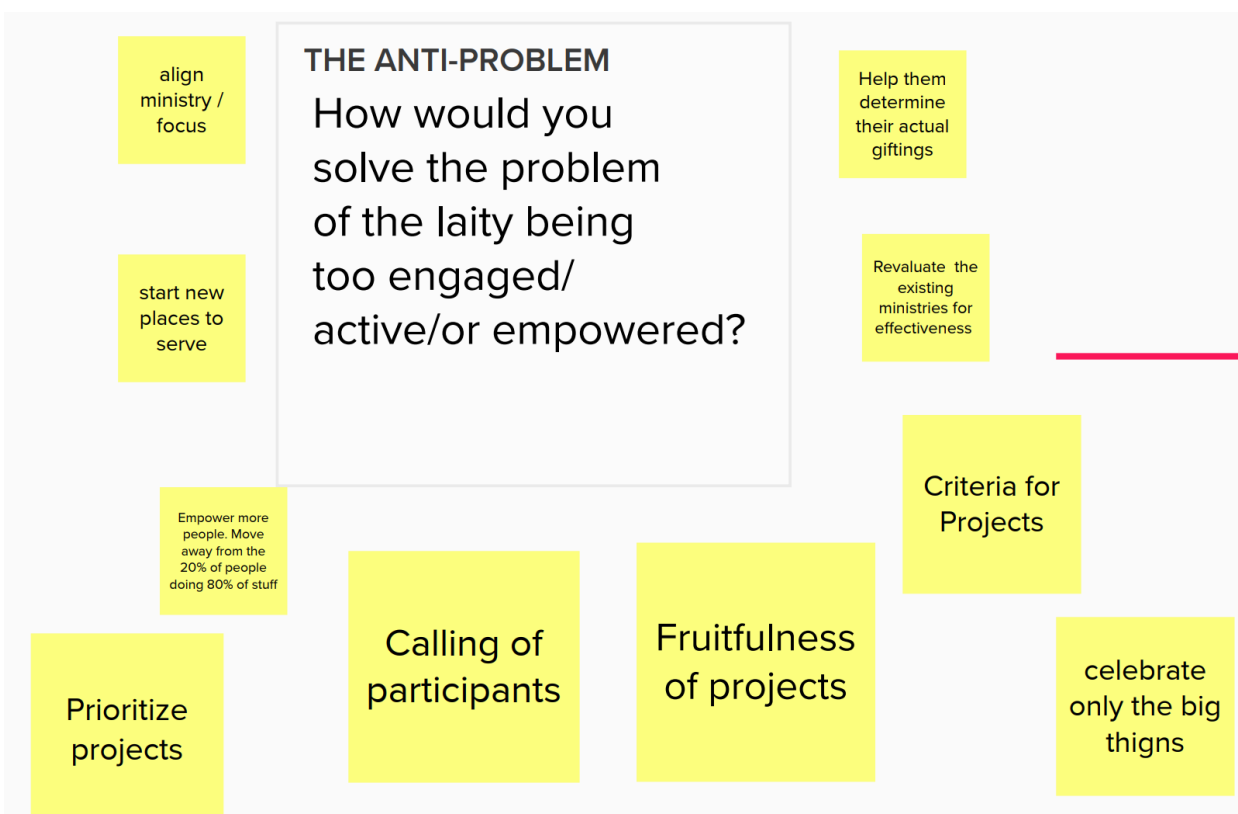 align
ministry /
focus
THE ANTI-PROBLEM
How would you
solve the problem
of the laity being
too engaged/
active/or empowered?
Help them
determine
their actual
giftings
start new
places to
serve
Revaluate the
existing
ministries for
effectiveness
Empower more
people. Move
away from the
20% of people
doing 80% of stuff
Criteria for
Projects
Prioritize
projects
Calling of
participants
Fruitfulness
of projects
celebrate
only the big
thigns